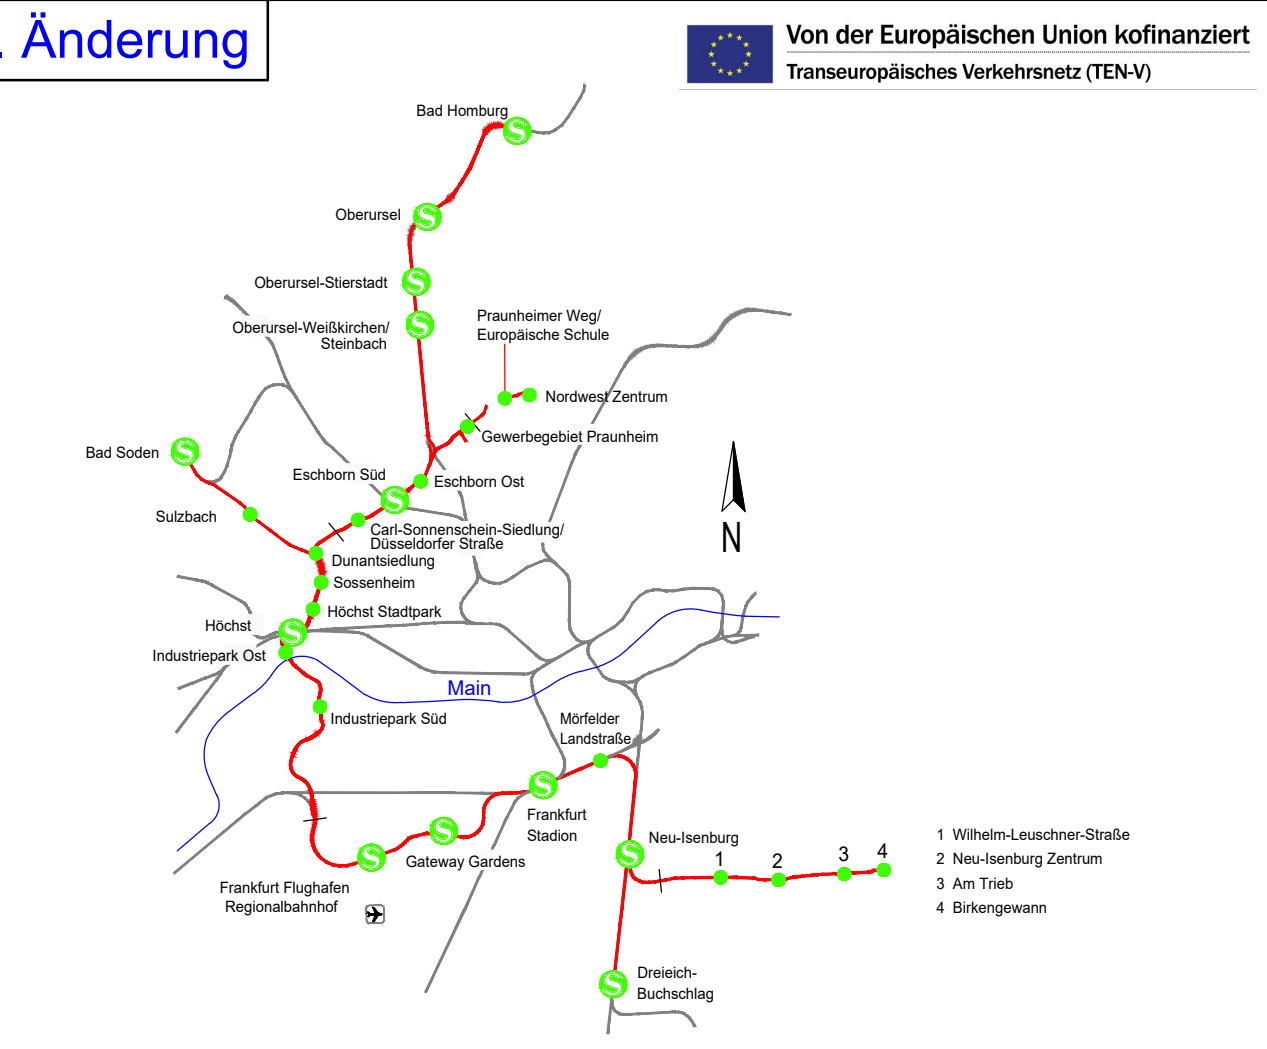 . Änderung
Von der Europäischen Union kofinanziert
Transeuropäisches Verkehrsnetz (TEN-V)
Bad Homburg
S
Oberursel
S
Oberursel-Stierstadt
S
Oberursel-Weißkirchen/
Steinbach
S
Praunheimer Weg/
Europäische Schule
Nordwest Zentrum
Gewerbegebiet Praunheim
Bad Soden
S
Eschborn Süd
S
Eschborn Ost
Sulzbach
Carl-Sonnenschein-Siedlung/
Düsseldorfer Straße
N
Dunantsiedlung
Sossenheim
Höchst Stadtpark
Höchst
S
Industriepark Ost
Main
Industriepark Süd
Mörfelder
Landstraße
S
Frankfurt
Stadion
S
Gateway Gardens
S
Frankfurt Flughafen
Regionalbahnhof
Neu-Isenburg
S
1
2
3
4
1 Wilhelm-Leuschner-Straße
2 Neu-Isenburg Zentrum
3 Am Trieb
4 Birkengewann
S
Dreieich-
Buchschlag